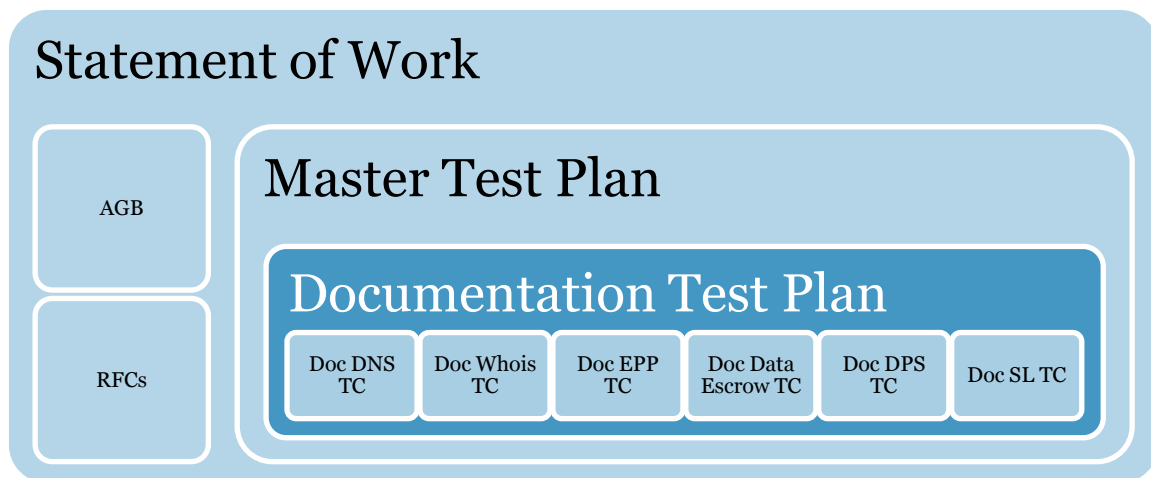 Statement of Work
AGB
RFCs
Master Test Plan
Documentation Test Plan
Doc DNS
TC
Doc Whois
TC
Doc EPP
TC
Doc Data
Escrow TC
Doc DPS
TC
Doc SL TC